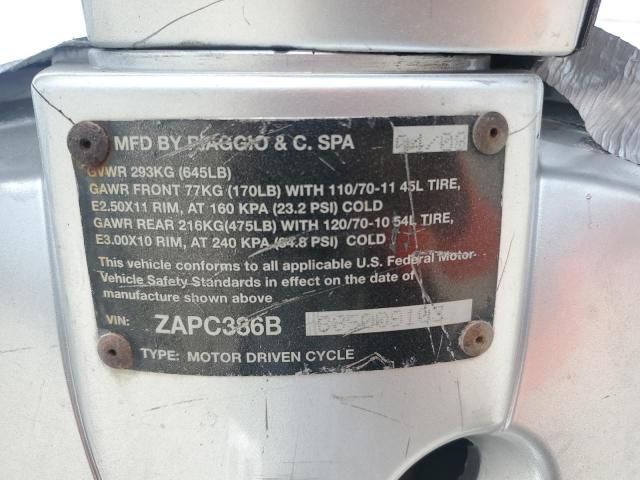 MFD BY PIAGGIO & C. SPA 04/08
GVWR 293KG (645LB)
GAWR FRONT 77KG (170LB) WITH 110/70-11 45L TIRE,
E2.50X11 RIM, AT 160 KPA (23.2 PSI) COLD
GAWR REAR 216KG(475LB) WITH 120/70-10 54L TIRE,
E3.00X10 RIM, AT 240 KPA (34.8 PSI) COLD
This vehicle conforms to all applicable U.S. Federal Motor
Vehicle Safety Standards in effect on the date of
manufacture shown above
VIN: ZAPC386B
TYPE: MOTOR DRIVEN CYCLE